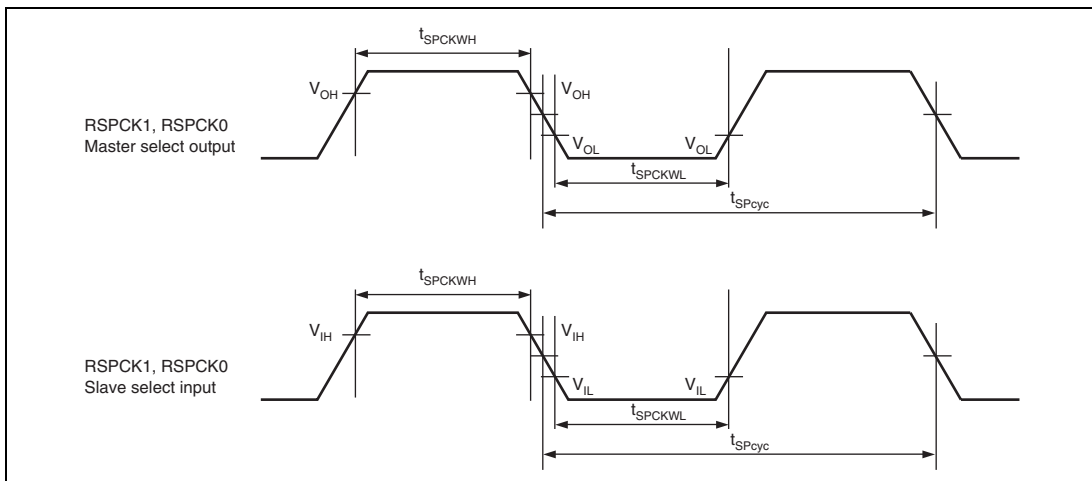 tSPCKWH
VOH
VOH
RSPCK1, RSPCK0
Master select output
VOL
VOL
tSPCKWL
tSPcyc
tSPCKWH
VIH
VIH
RSPCK1, RSPCK0
Slave select input
VIL
VIL
tSPCKWL
tSPcyc